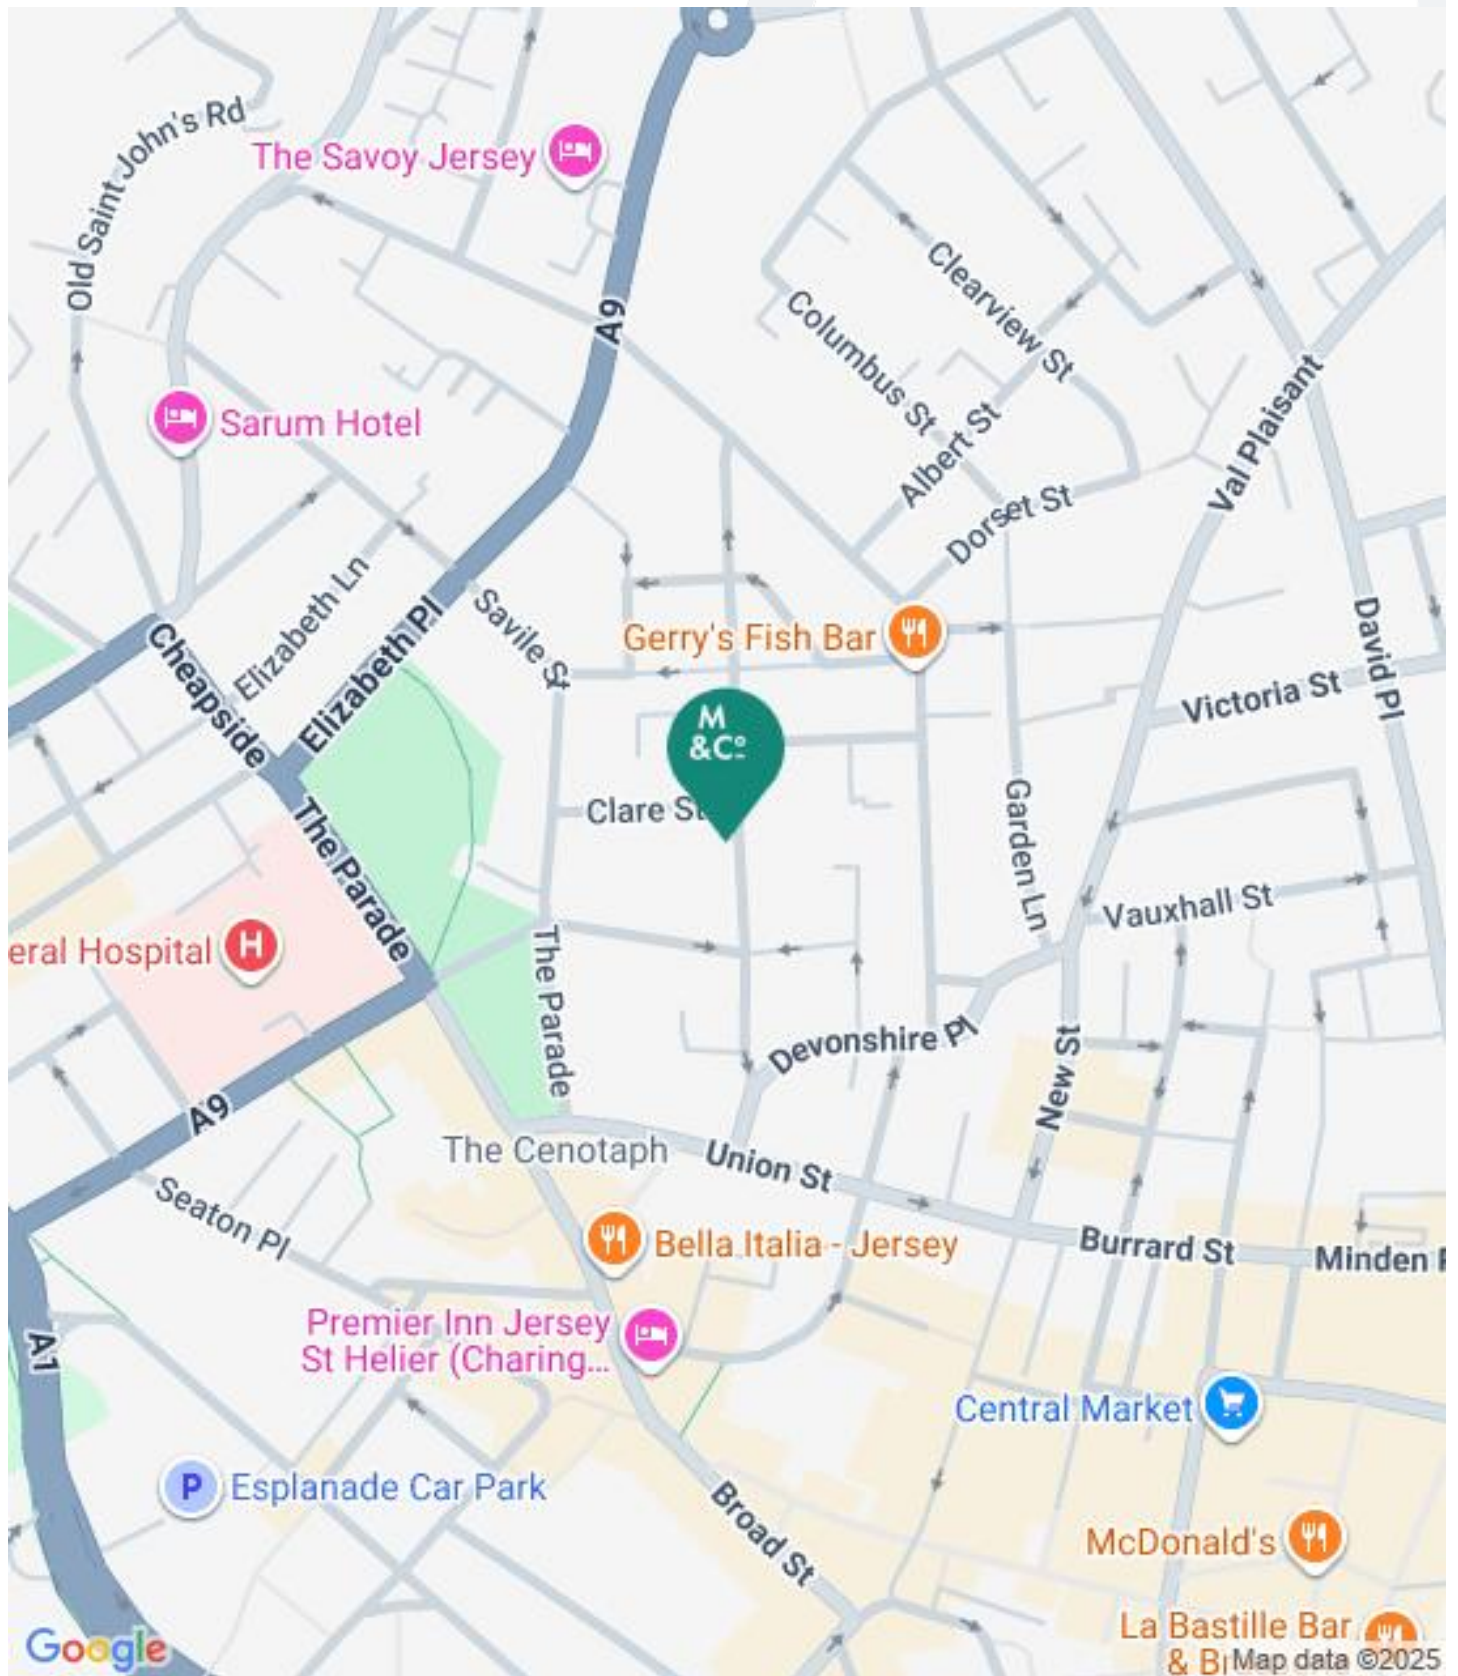 Old Saint John's Rd
The Savoy Jersey
A9
Clearview St
Columbus St
Albert St
Sarum Hotel
Val Plaisant
Dorset St
Elizabeth Ln
Savile St
Cheapside
Elizabeth Pl
Gerry's Fish Bar
David Pl
Victoria St
M
&Cº
Clare St
Garden Ln
The Parade
Vauxhall St
eral Hospital
H
The Parade
Devonshire Pl
New St
A9
The Cenotaph
Union St
Seaton Pl
Bella Italia - Jersey
Burrard St
Minden
A1
Premier Inn Jersey
St Helier (Charing...
Central Market
P
Esplanade Car Park
Broad St
McDonald's
La Bastille Bar
&
Google
Map data ©2025